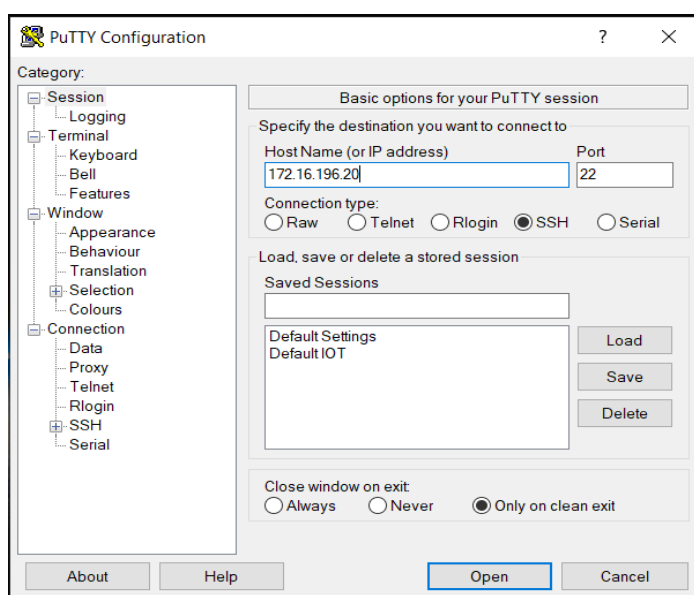 PuTTY Configuration
?
Category:
Session
Logging
Terminal
Keyboard
Bell
Features
Window
Appearance
Behaviour
Translation
Selection
Colours
Connection
Data
Proxy
Telnet
Rlogin
SSH
Serial
Basic options for your PuTTY session
Specify the destination you want to connect to
Host Name (or IP address) Port
172.16.196.20 22
Connection type:
Raw Telnet Rlogin SSH Serial
Load, save or delete a stored session
Saved Sessions
Default Settings
Default IOT
Load
Save
Delete
Close window on exit:
Always Never Only on clean exit
About Help Open Cancel